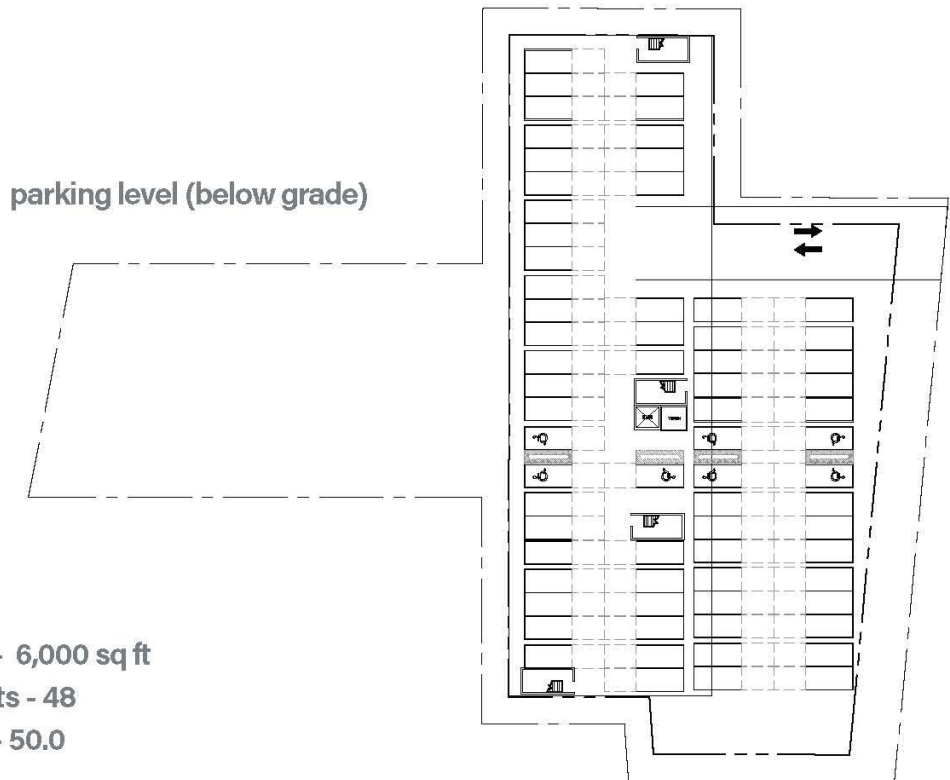 parking level (below grade)
- 6,000 sq ft
ts - 48
- 50.0